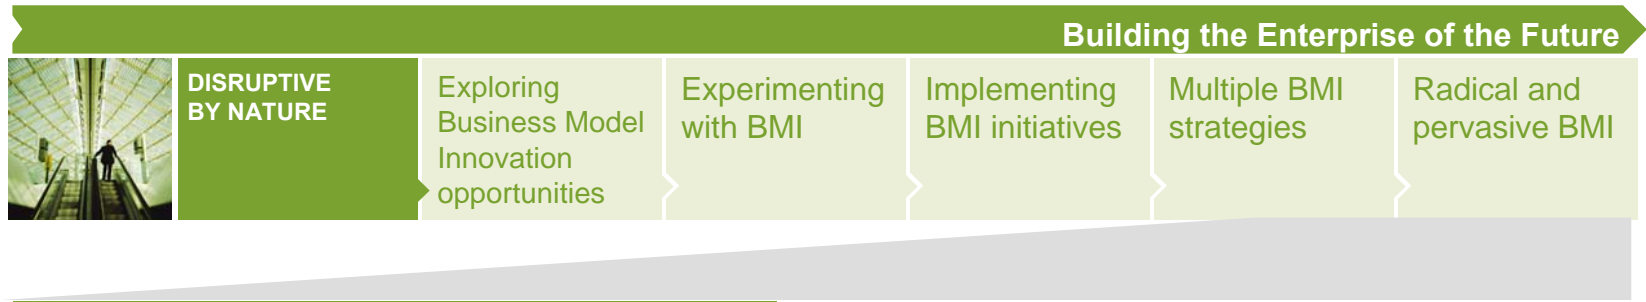 Building the Enterprise of the Future
DISRUPTIVE
BY NATURE
Exploring
Business Model
Innovation
opportunities
Experimenting
with BMI
Implementing
BMI initiatives
Multiple BMI
strategies
Radical and
pervasive BMI